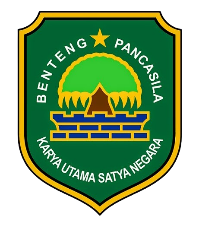 BENTENG PANCASILA
KARYA UTAMA SATYA NEGARA